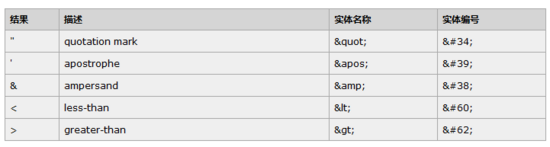 结果 描述 实体名称 实体编号
" quotation mark &quot; &#34;
' apostrophe &apos; &#39;
& ampersand &amp; &#38;
< less-than &lt; &#60;
> greater-than &gt; &#62;